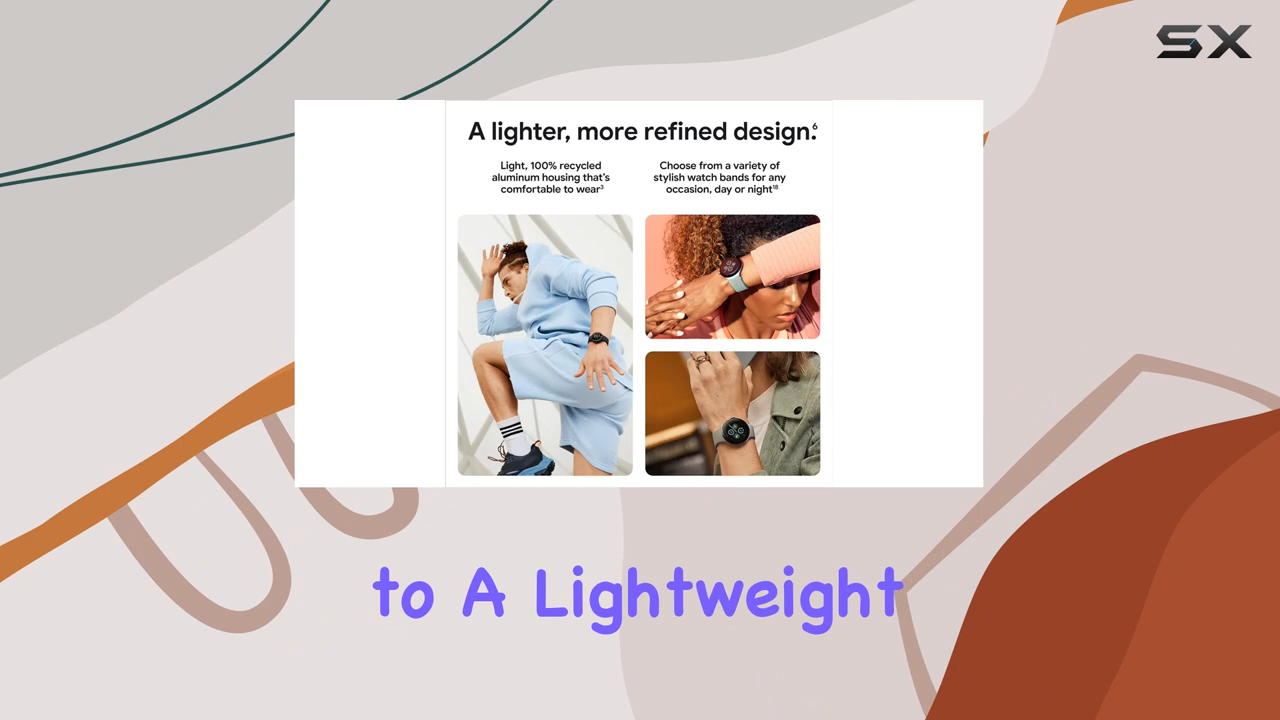 SX
A lighter, more refined design.6
Light, 100% recycled
aluminum housing that's
comfortable to wear3
Choose from a variety of
stylish watch bands for any
occasion, day or night18
to A Lightweight